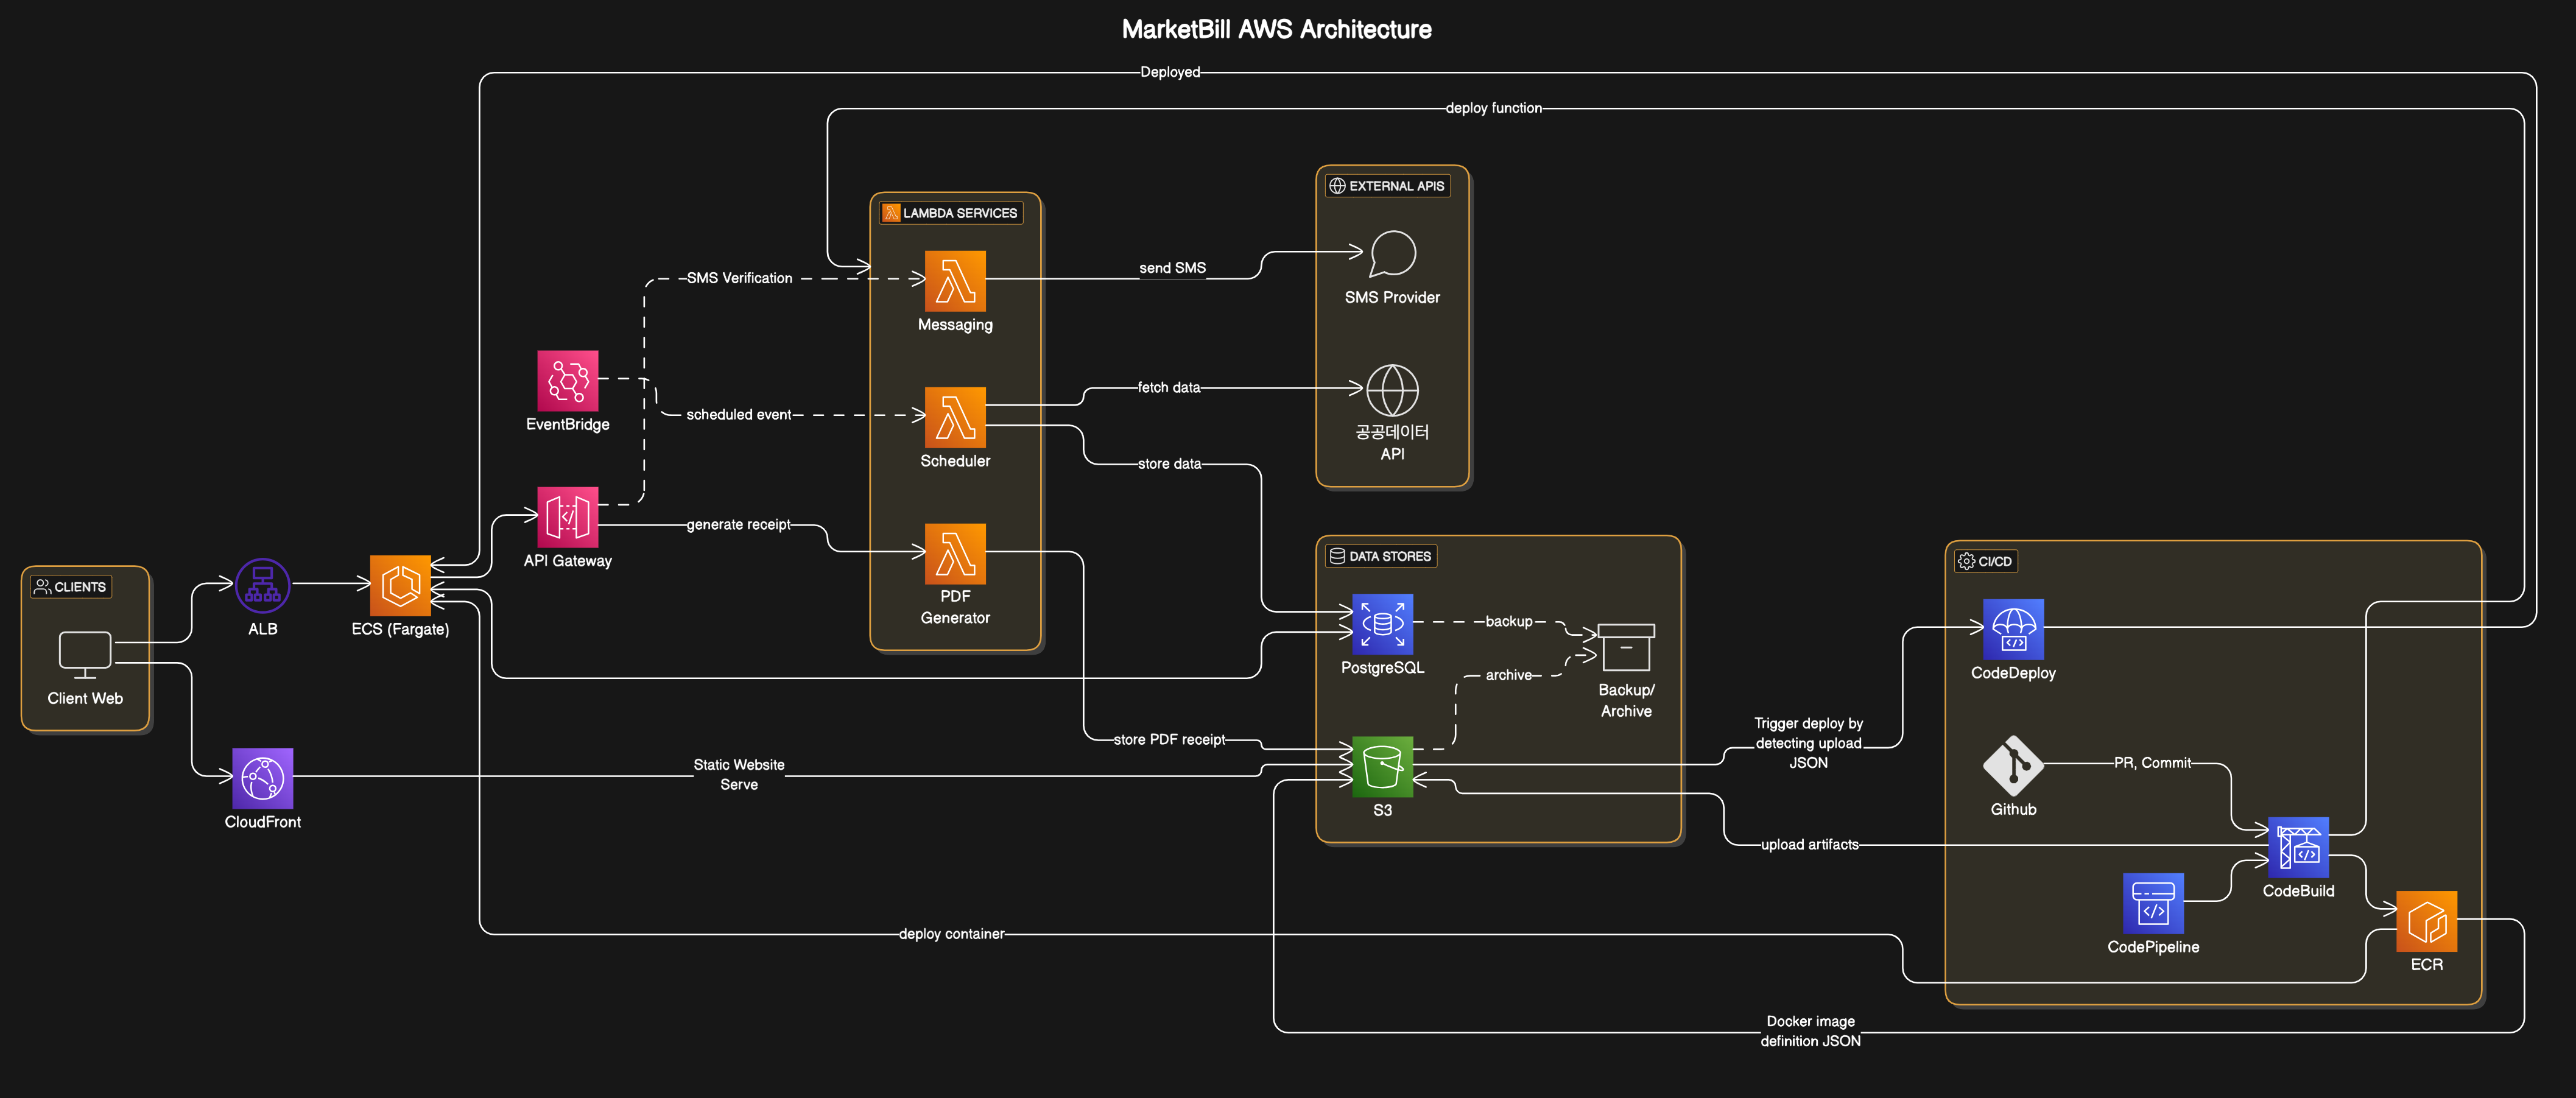 MarketBill AWS Architecture
Deployed
deploy function
EXTERNAL APIS
LAMBDA SERVICES
SMS Verification
send SMS
SMS Provider
Messaging
EventBridge
scheduled event
fetch data
Scheduler
공공데이터
API
store data
API Gateway
generate receipt
PDF
Generator
DATA STORES
CI/CD
CLIENTS
Client Web
ALB
ECS (Fargate)
PostgreSQL
backup
archive
Backup/
Archive
CodeDeploy
store PDF receipt
Trigger deploy by
detecting upload
JSON
CloudFront
Static Website
Serve
S3
Github
PR, Commit
upload artifacts
CodeBuild
CodePipeline
ECR
deploy container
Docker image
definition JSON